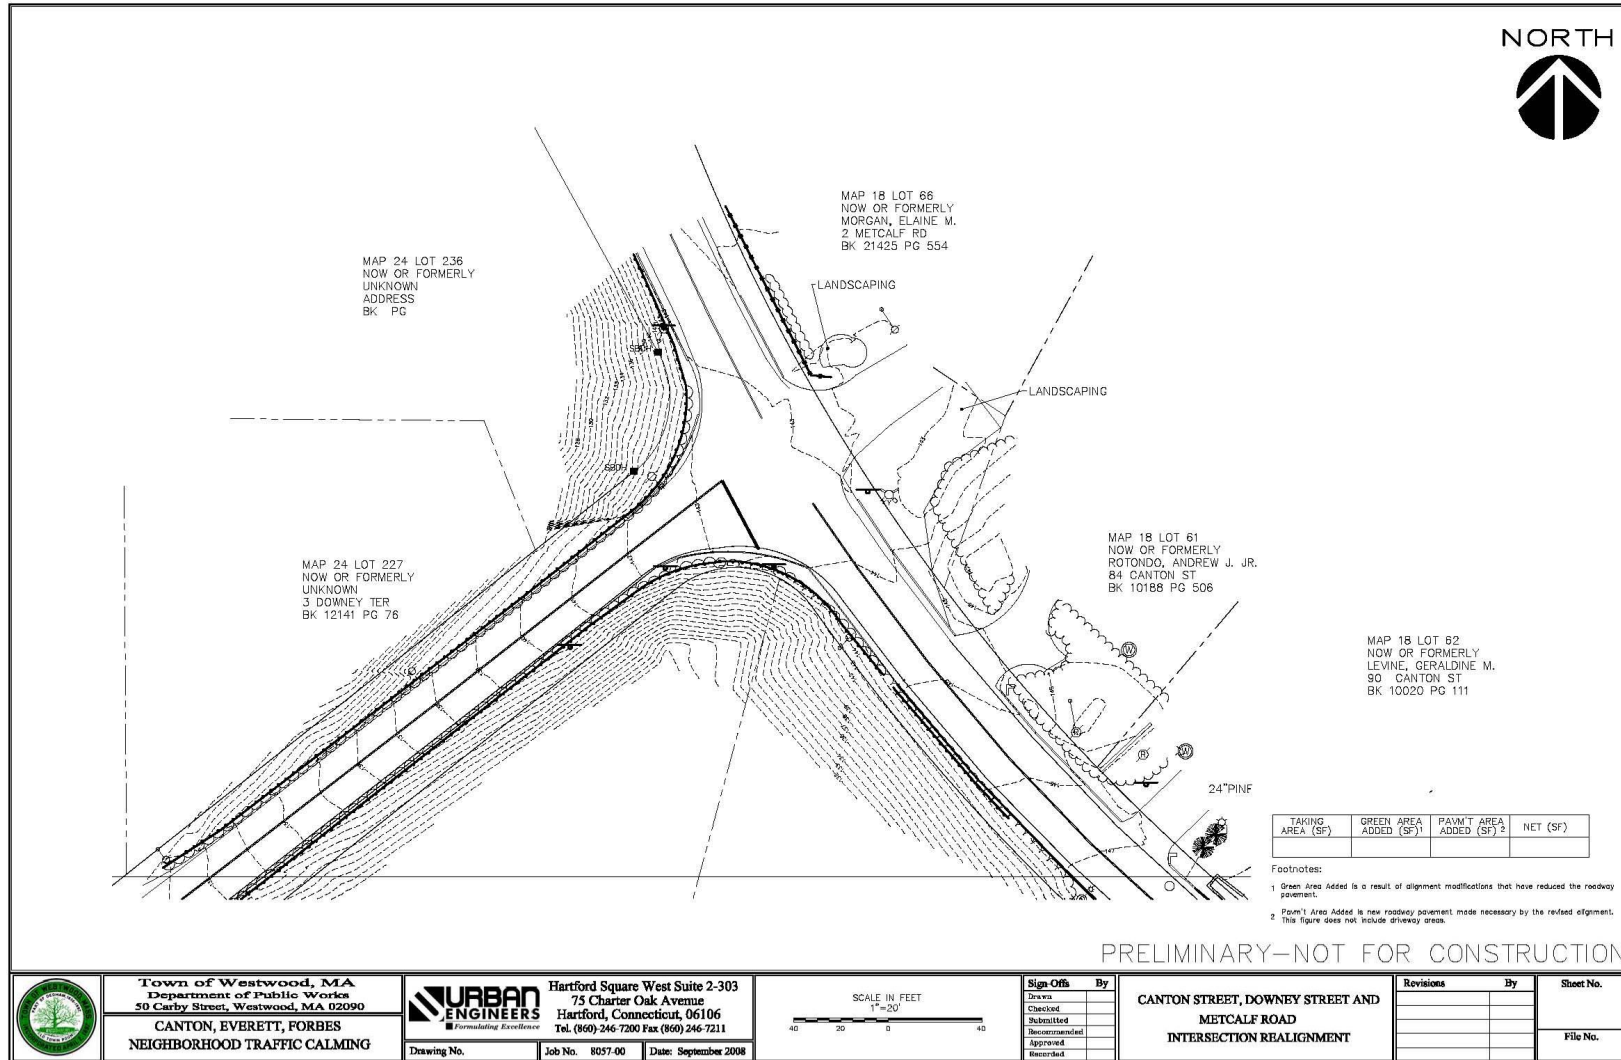 NORTH
MAP 18 LOT 66
NOW OR FORMERLY
MORGAN, ELAINE M.
2 METCALF RD
BK 21425 PG 554
MAP 24 LOT 236
NOW OR FORMERLY
UNKNOWN
ADDRESS
BK PG
LANDSCAPING
SBDH
LANDSCAPING
SBDH
MAP 24 LOT 227
NOW OR FORMERLY
UNKNOWN
3 DOWNEY TER
BK 12141 PG 76
MAP 18 LOT 61
NOW OR FORMERLY
ROTONDO, ANDREW J. JR.
84 CANTON ST
BK 10188 PG 506
MAP 18 LOT 62
NOW OR FORMERLY
LEVINE, GERALDINE M.
90 CANTON ST
BK 10020 PG 111
W
W
24"PINE
TAKING AREA (SF)
GREEN AREA ADDED (SF)1
PAVM'T AREA ADDED (SF) 2
NET (SF)
Footnotes:
1 Green Area Added is a result of alignment modifications that have reduced the roadway
pavement.
2 Pavm't Area Added is new roadway pavement made necessary by the revised alignment.
This figure does not include driveway areas.
PRELIMINARY-NOT FOR CONSTRUCTION
Town of Westwood, MA
Department of Public Works
50 Carby Street, Westwood, MA 02090
CANTON, EVERETT, FORBES
NEIGHBORHOOD TRAFFIC CALMING
URBAN
ENGINEERS
Formulating Excellence
Hartford Square West Suite 2-303
75 Charter Oak Avenue
Hartford, Connecticut, 06106
Tel. (860)-246-7200 Fax (860) 246-7211
Drawing No.
Job No. 8057-00
Date: September 2008
SCALE IN FEET
1"=20'
40 20 0 40
Sign-Offs By
Drawn
Checked
Submitted
Recommended
Approved
Recorded
CANTON STREET, DOWNEY STREET AND
METCALF ROAD
INTERSECTION REALIGNMENT
Revisions By
Sheet No.
File No.